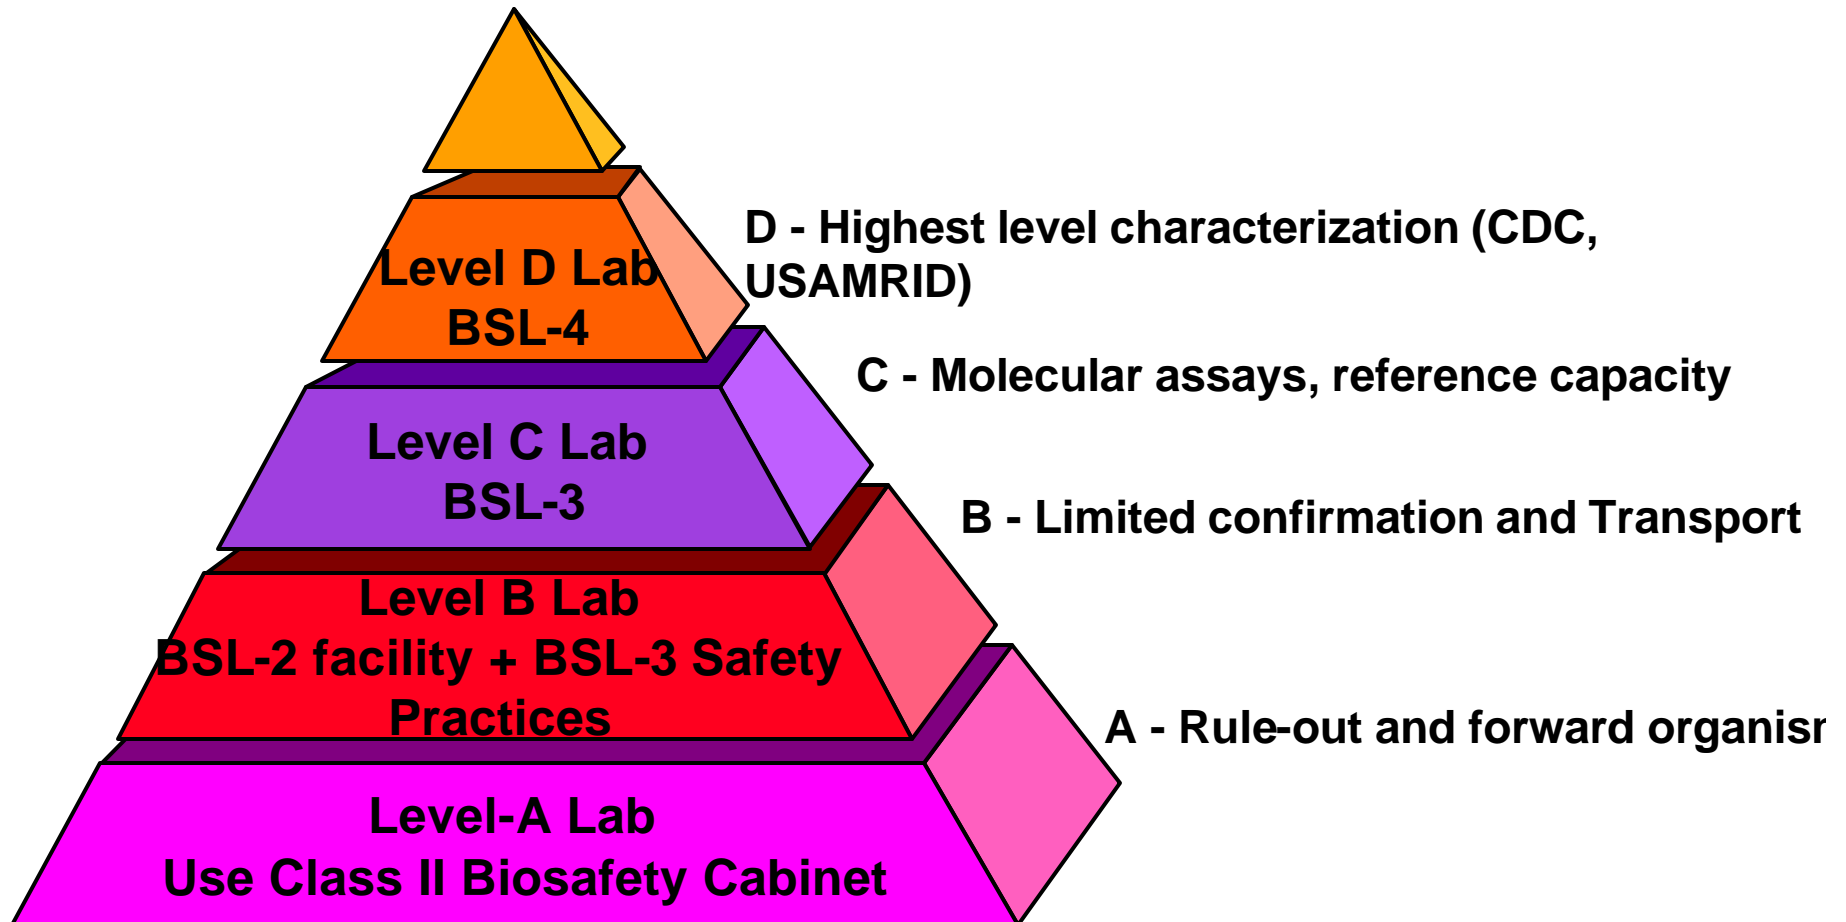 D - Highest level characterization (CDC,
USAMRID)
Level D Lab
BSL-4
C - Molecular assays, reference capacity
Level C Lab
BSL-3
B - Limited confirmation and Transport
Level B Lab
BSL-2 facility + BSL-3 Safety
Practices
A - Rule-out and forward
Level-A Lab
Use Class II Biosafety Cabinet